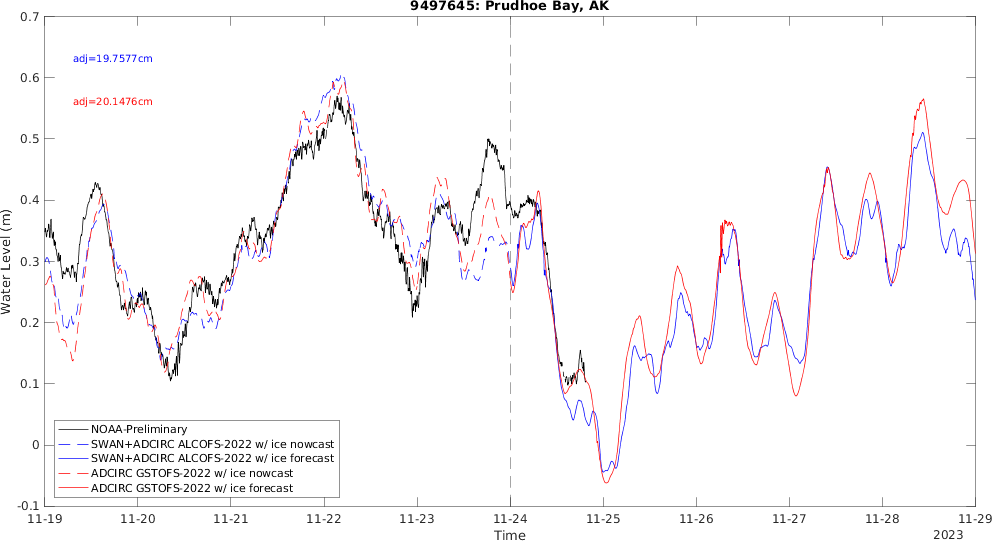 9497645: Prudhoe Bay, AK
0.7
0.6
0.5
0.4
0.3
0.2
0.1
0
-0.1
Water Level (m)
adj=19.7577cm
adj=20.1476cm
NOAA-Preliminary
SWAN+ADCIRC ALCOFS-2022 w/ ice nowcast
SWAN+ADCIRC ALCOFS-2022 w/ ice forecast
ADCIRC GSTOFS-2022 w/ ice nowcast
ADCIRC GSTOFS-2022 w/ ice forecast
11-19 11-20 11-21 11-22 11-23 11-24 11-25 11-26 11-27 11-28 11-29
Time
2023